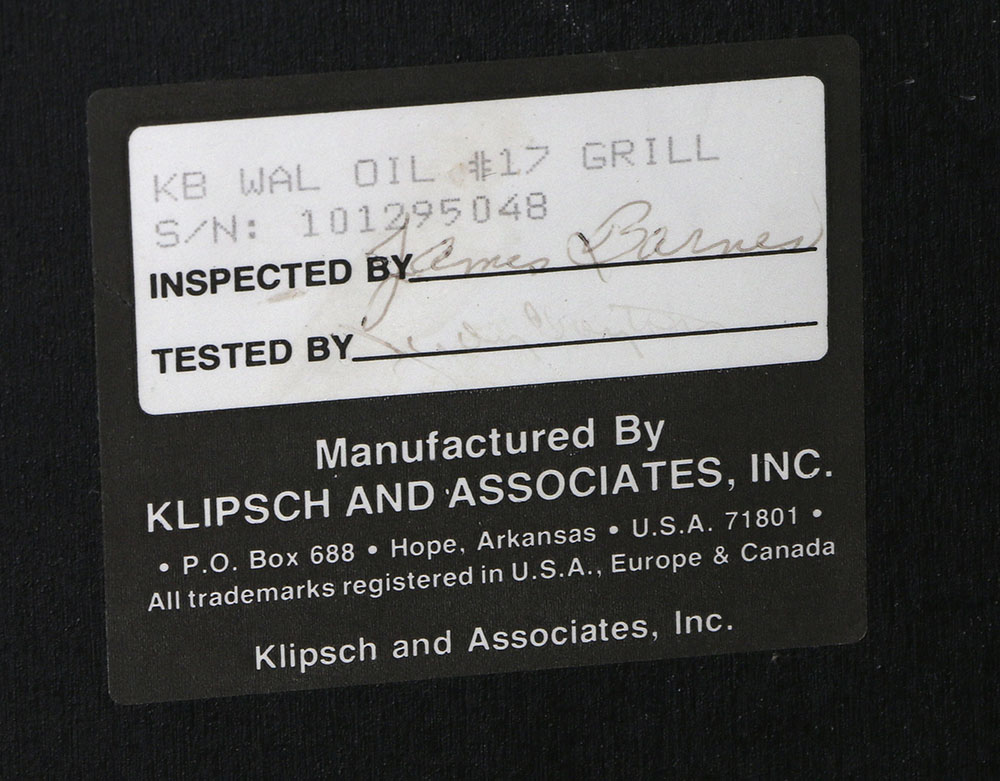 KB WAL OIL #17 GRILL
S/N: 101295048
INSPECTED BY James Barnes
TESTED BY
Manufactured By
KLIPSCH AND ASSOCIATES, INC.
• P.O. Box 688 • Hope, Arkansas • U.S.A. 71801 •
All trademarks registered in U.S.A., Europe & Canada
Klipsch and Associates, Inc.